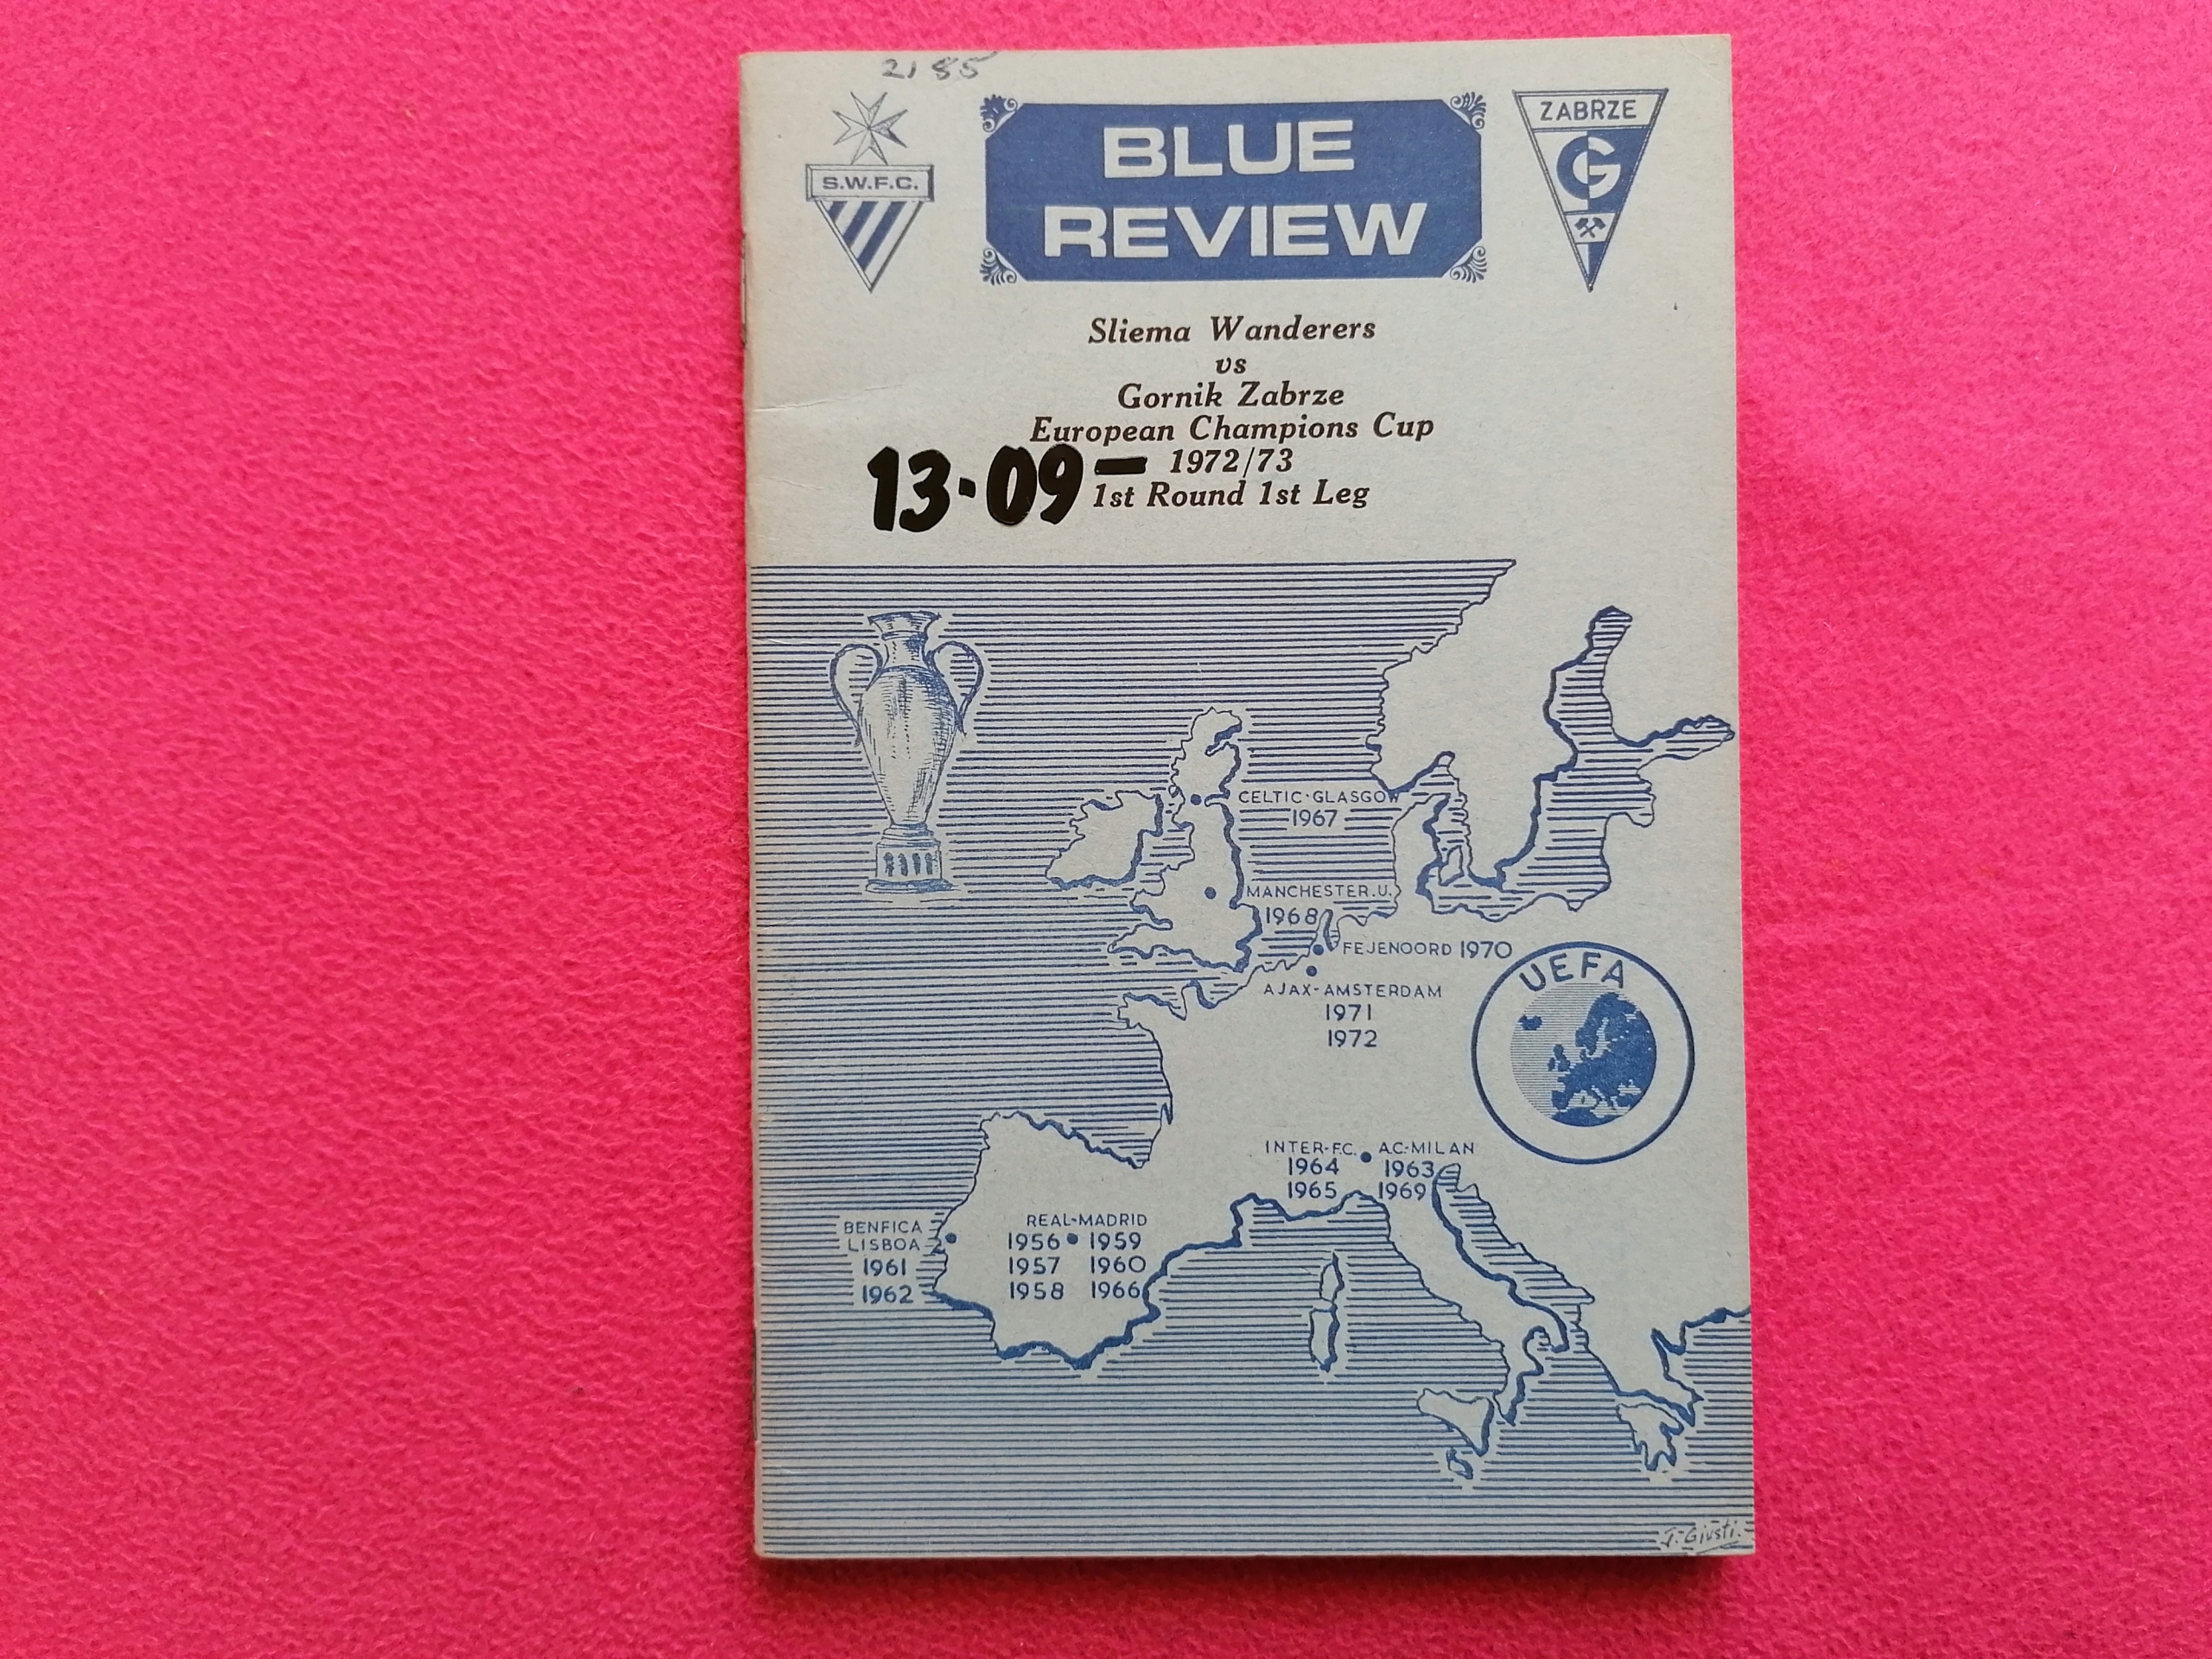 2185
S.W.F.C.
BLUE
REVIEW
ZABRZE
G
Sliema Wanderers
vs
Gornik Zabrze
European Champions Cup
13·09 — 1972/73
1st Round 1st Leg
CELTIC·GLASGOW
1967
MANCHESTER.U.
1968
FEJENOORD 1970
UEFA
AJAX-AMSTERDAM
1971
1972
INTER-F.C. A.C-MILAN
1964 1963
1965 1969
BENFICA
LISBOA
1961
1962
REAL-MADRID
1956 1959
1957 1960
1958 1966
J. Giusti.